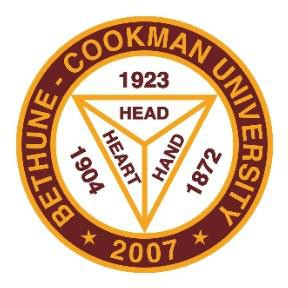 BETHUNE - COOKMAN UNIVERSITY
1923
HEAD
HEART
HAND
1904
1872
★ 2007 ★